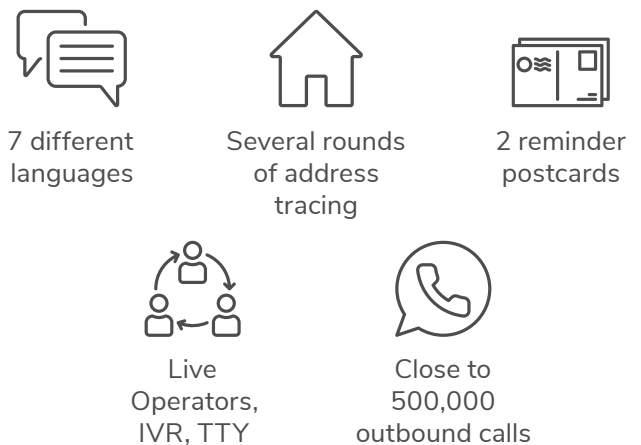 7 different
languages
Several rounds
of address
tracing
2 reminder
postcards
Live
Operators,
IVR, TTY
Close to
500,000
outbound calls